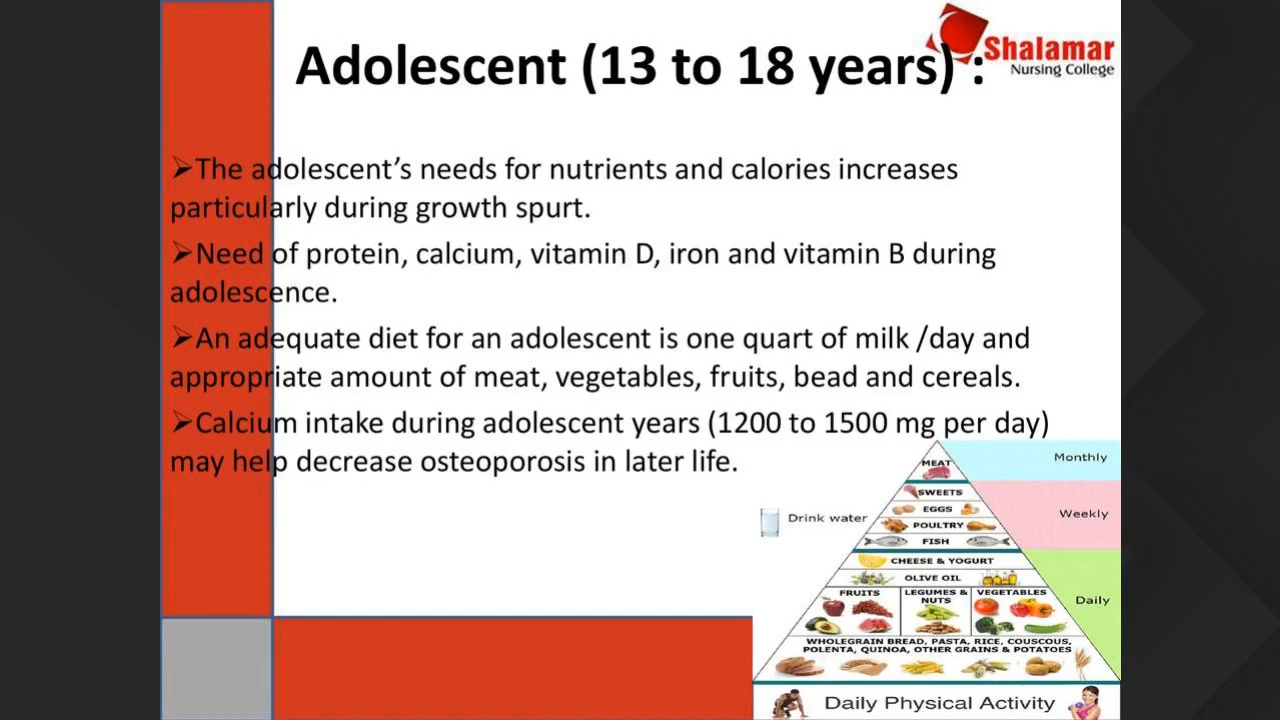 Shalamar
Nursing College
Adolescent (13 to 18 years) :
➢The adolescent’s needs for nutrients and calories increases
particularly during growth spurt.
➢Need of protein, calcium, vitamin D, iron and vitamin B during
adolescence.
➢An adequate diet for an adolescent is one quart of milk /day and
appropriate amount of meat, vegetables, fruits, bead and cereals.
➢Calcium intake during adolescent years (1200 to 1500 mg per day)
may help decrease osteoporosis in later life.
Monthly
MEAT
SWEETS
EGGS
Weekly
Drink water
POULTRY
FISH
CHEESE & YOGURT
OLIVE OIL
FRUITS
LEGUMES &
NUTS
VEGETABLES
Daily
WHOLEGRAIN BREAD, PASTA, RICE, COUSCOUS,
POLENTA, QUINOA, OTHER GRAINS & POTATOES
Daily Physical Activity